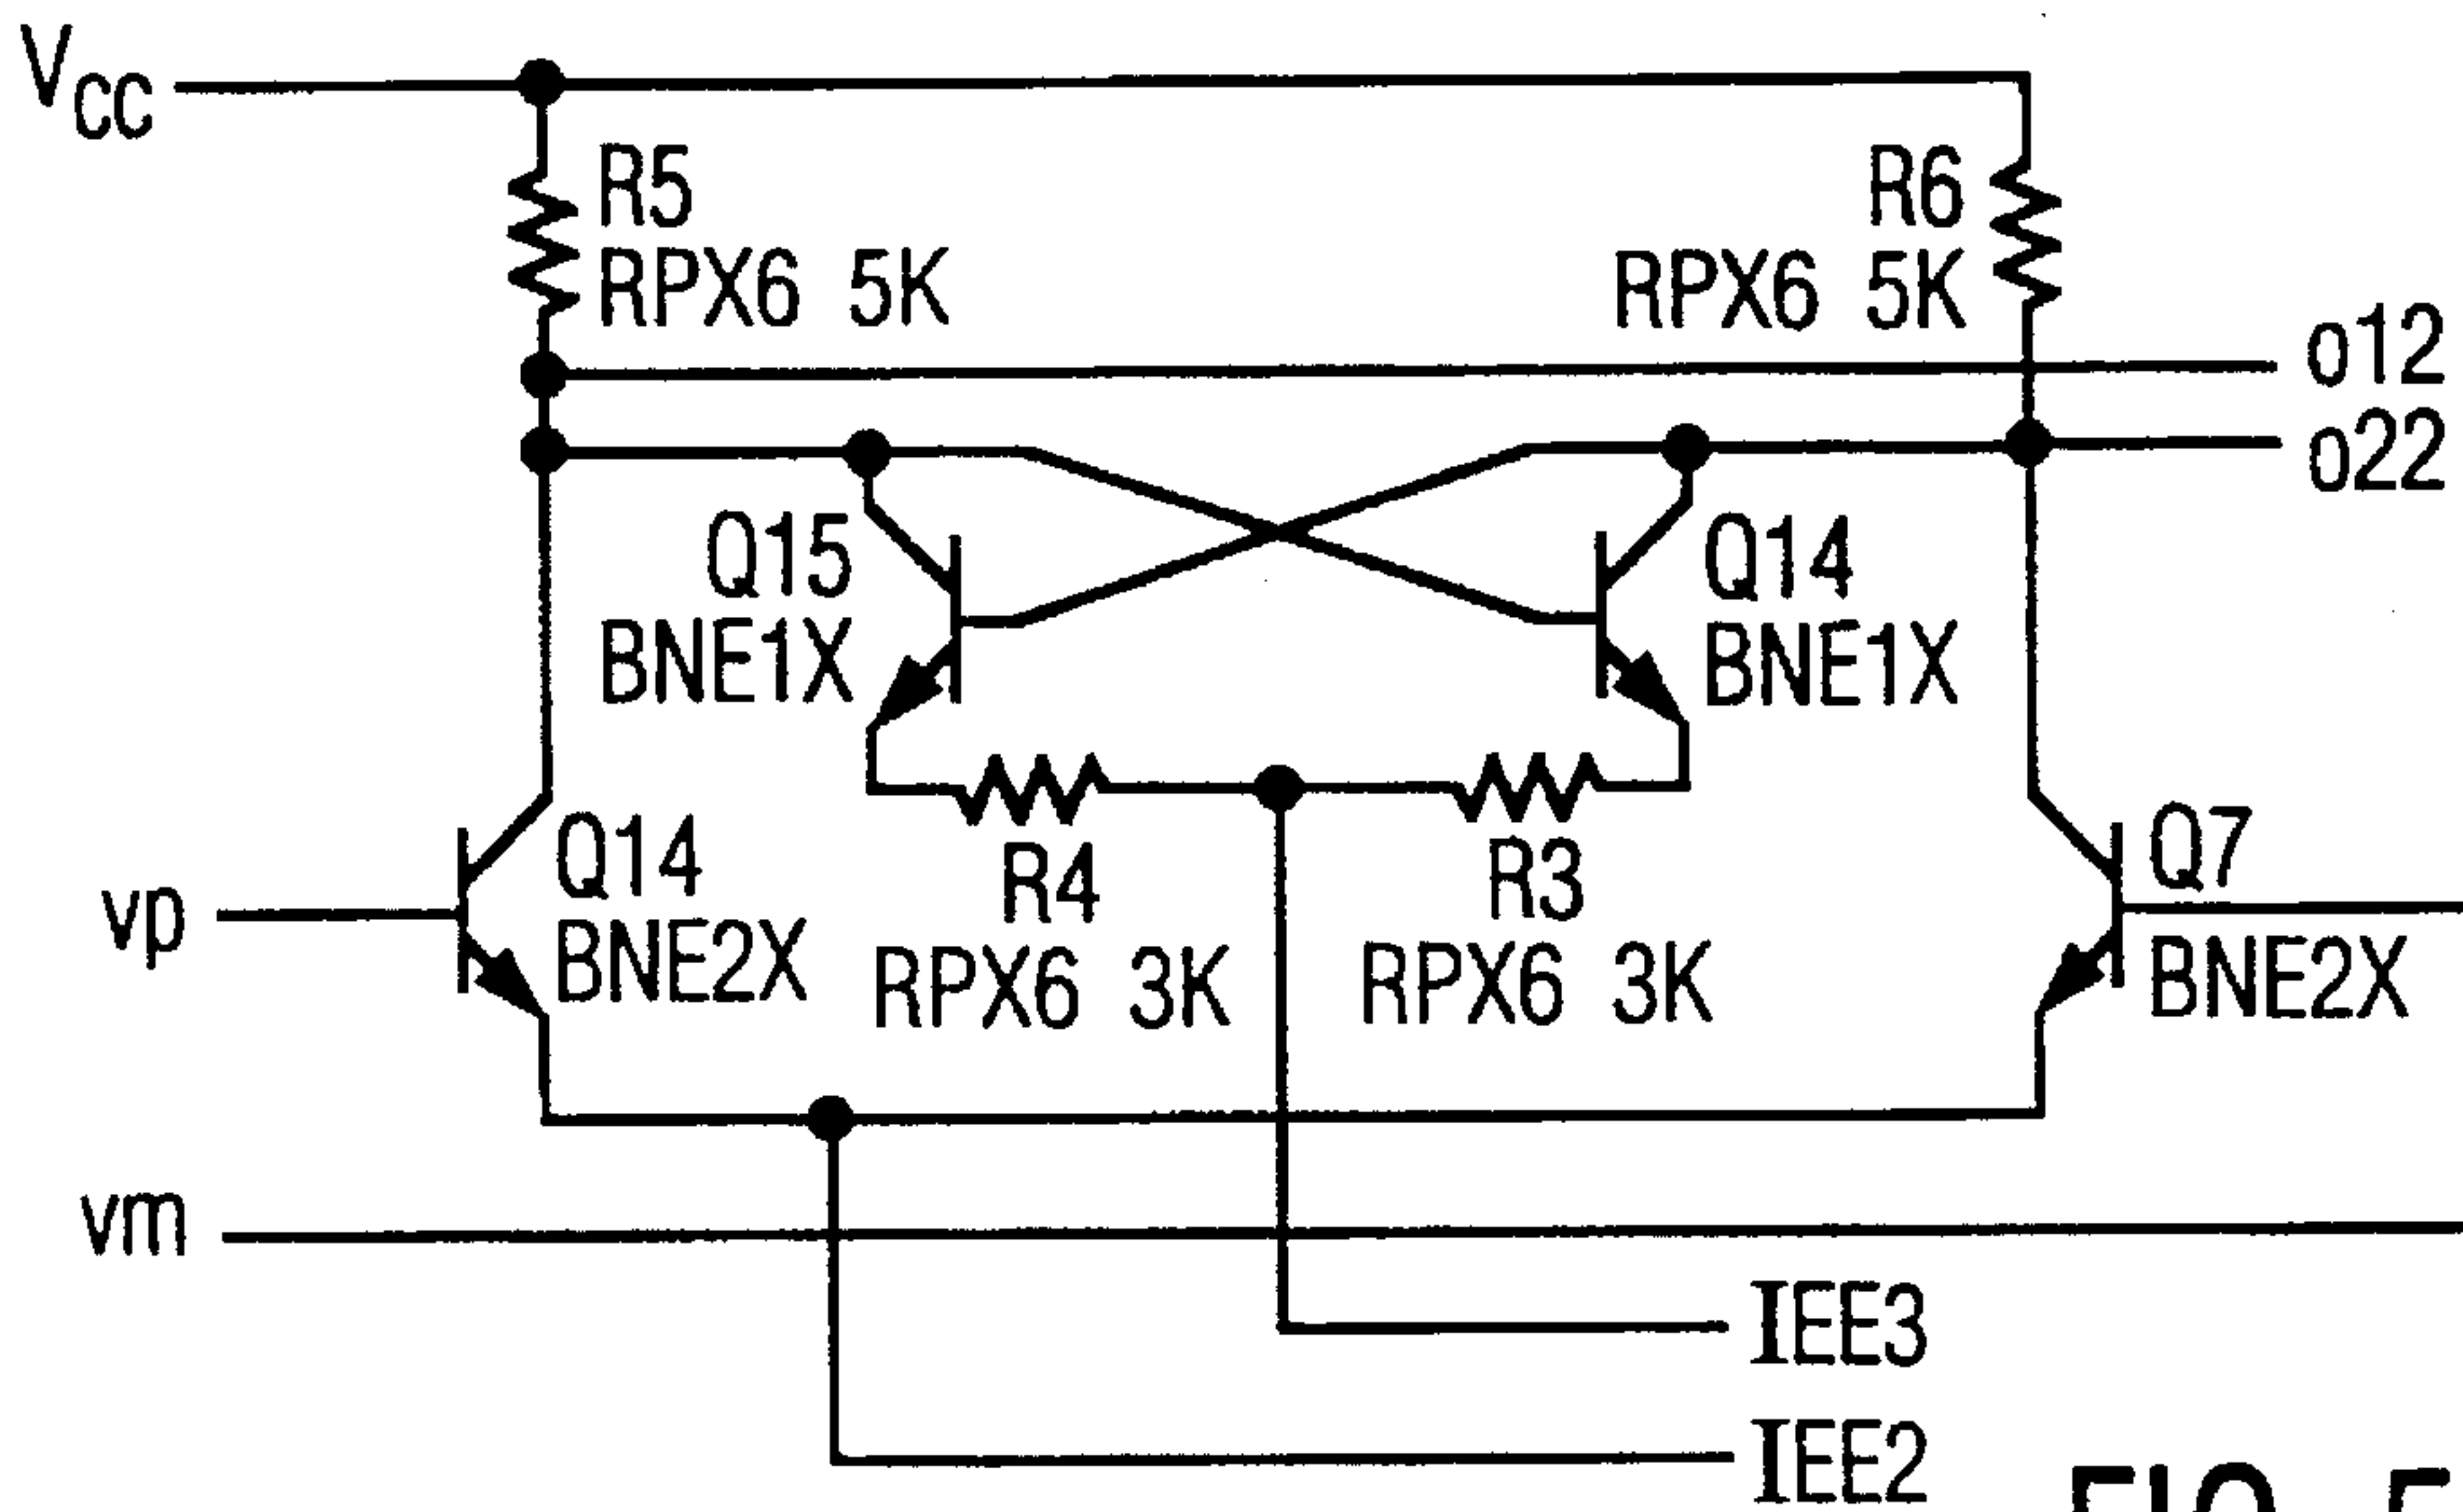 VCC
R5
RPX6 5K
R6
RPX6 5K
o12
o22
Q15
BNE1X
Q14
BNE1X
Q14
BNE2X
Q7
BNE2X
vp
R4
RPX6 3K
R3
RPX6 3K
vm
IEE3
IEE2